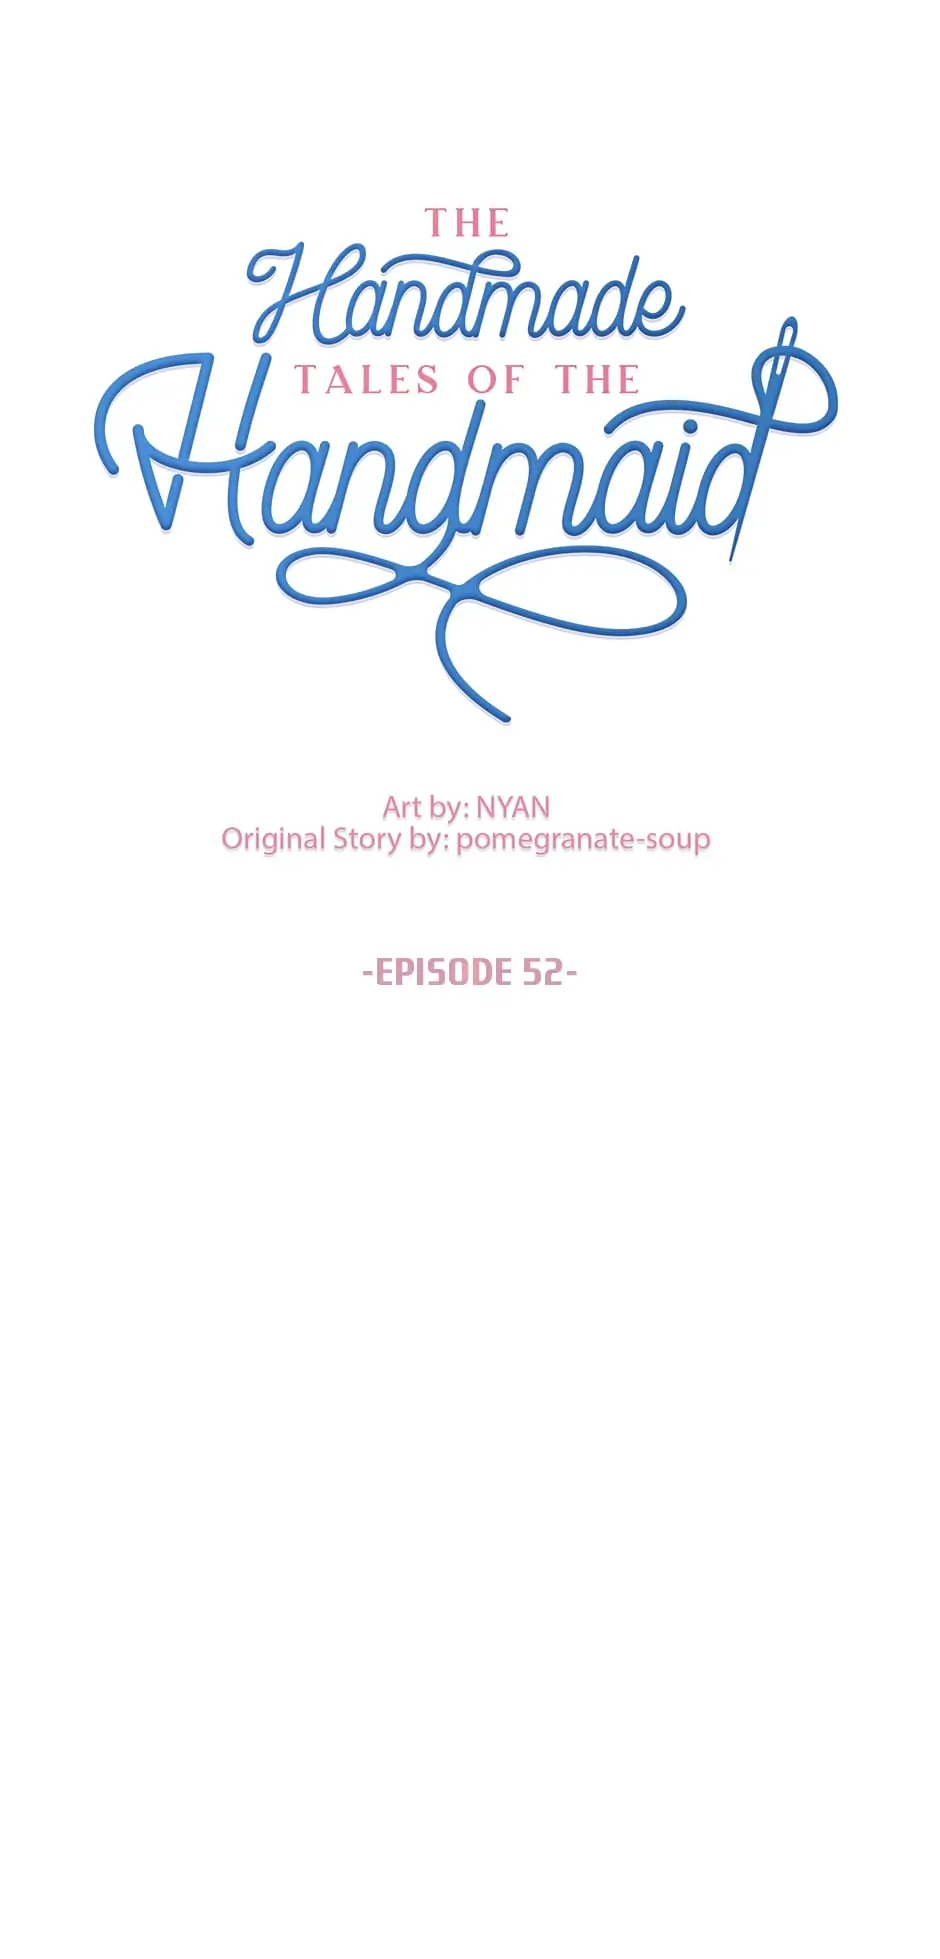 THE
Handmade
TALES OF THE
Handmaid
Art by: NYAN
Original Story by: pomegranate-soup
-EPISODE 52-